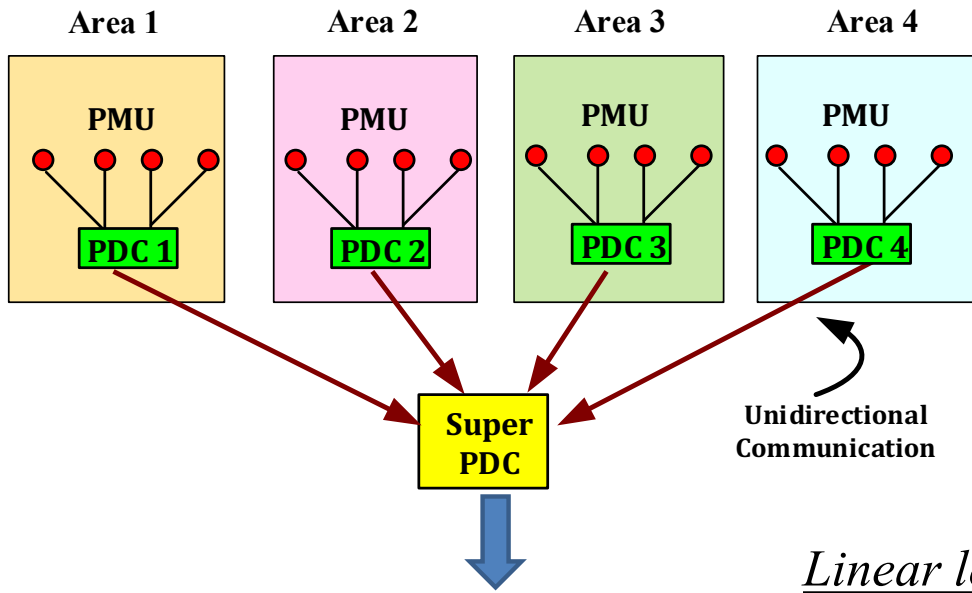 Area 1
Area 2
Area 3
Area 4
PMU
PMU
PMU
PMU
PDC 1
PDC 2
PDC 3
PDC 4
Super
PDC
Unidirectional
Communication
Linear